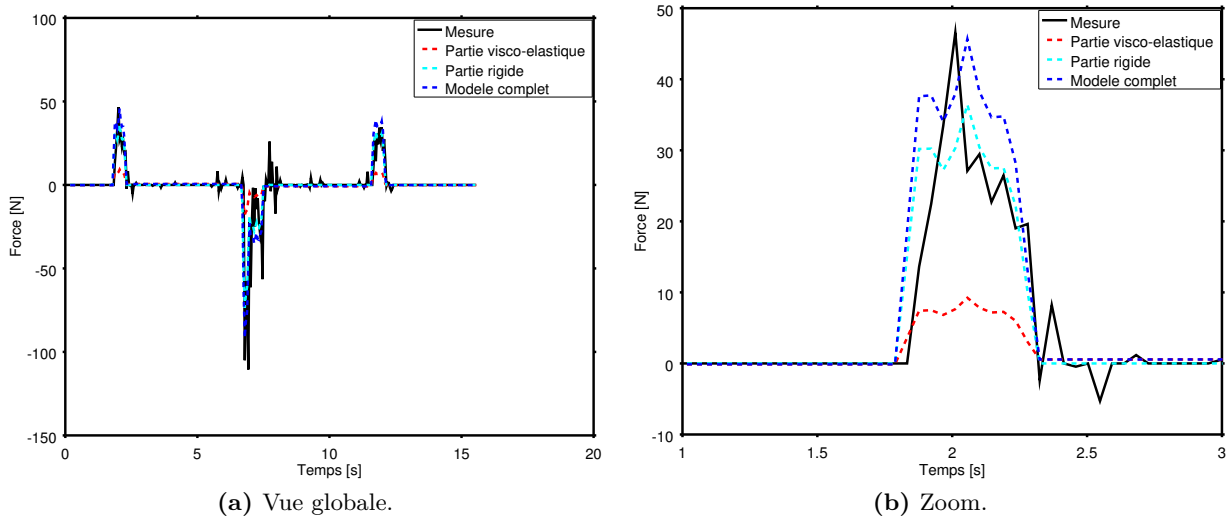 100
50
0
-50
-100
-150
Force [N]
0
5
10
15
20
Temps [s]
Mesure
Partie visco-elastique
Partie rigide
Modele complet
(a) Vue globale.
50
40
30
20
10
0
-10
Force [N]
1
1.5
2
2.5
3
Temps [s]
Mesure
Partie visco-elastique
Partie rigide
Modele complet
(b) Zoom.